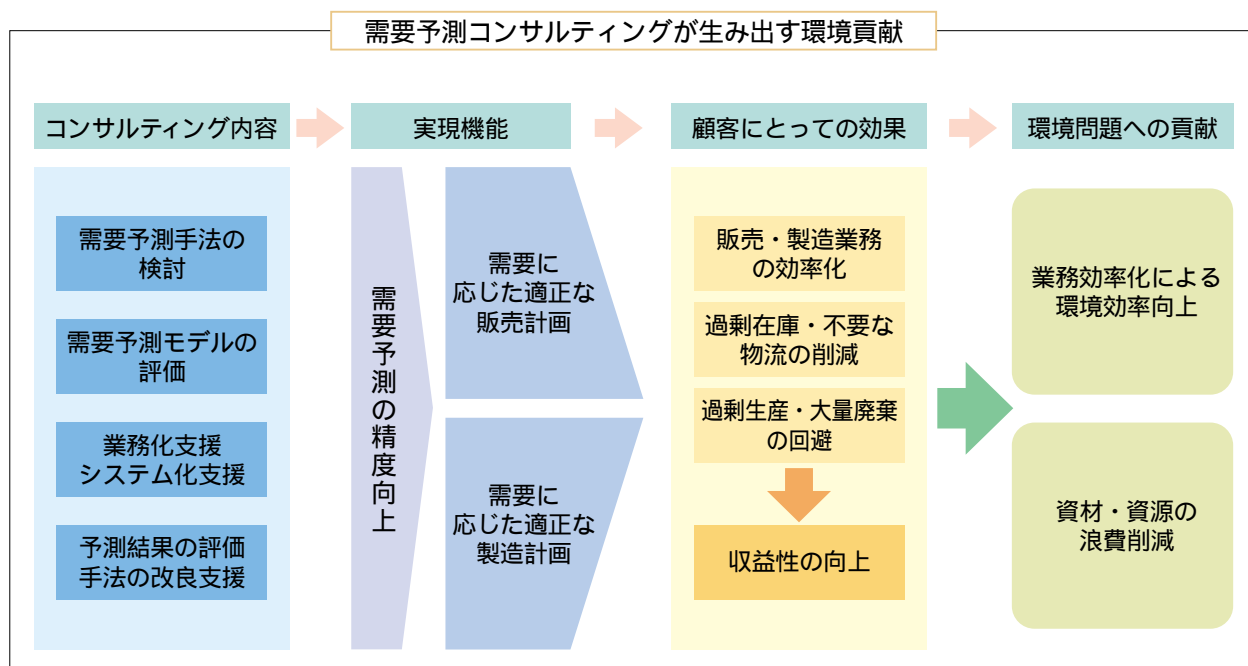 需要予測コンサルティングが生み出す環境貢献
コンサルティング内容
実現機能
顧客にとっての効果
環境問題への貢献
需要予測手法の
検討
需要予測モデルの
評価
業務化支援
システム化支援
予測結果の評価
手法の改良支援
需要予測の精度向上
需要に
応じた適正な
販売計画
需要に
応じた適正な
製造計画
販売・製造業務
の効率化
過剰在庫・不要な
物流の削減
過剰生産・大量廃棄
の回避
収益性の向上
業務効率化による
環境効率向上
資材・資源の
浪費削減